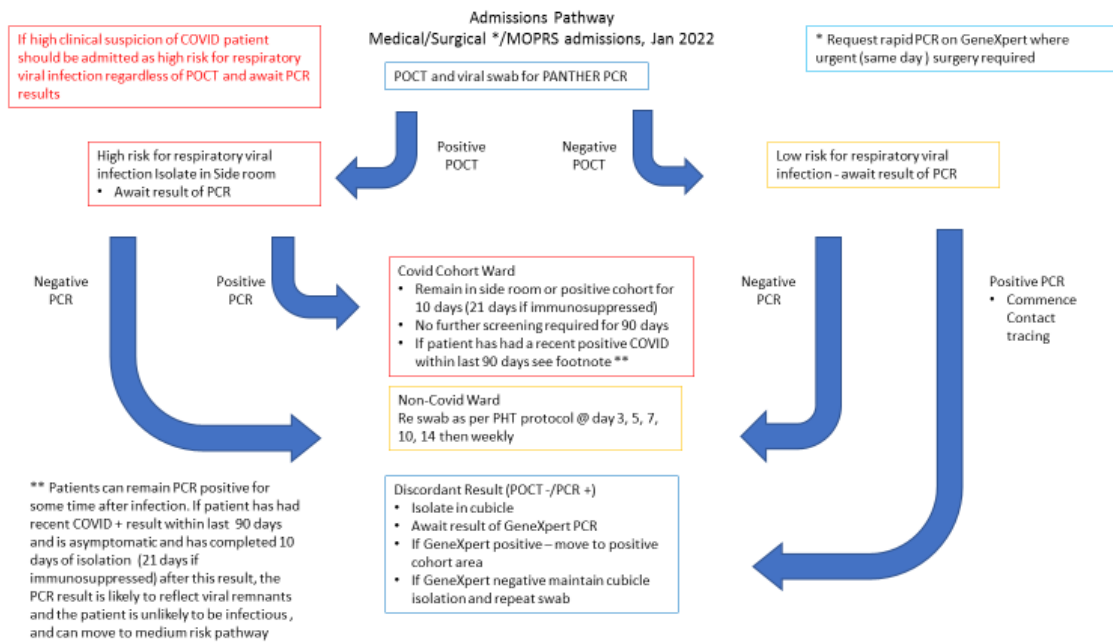 Admissions Pathway
Medical/Surgical */MOPRS admissions, Jan 2022
If high clinical suspicion of COVID patient
should be admitted as high risk for respiratory
viral infection regardless of POCT and await PCR
results
* Request rapid PCR on GeneXpert where
urgent (same day ) surgery required
POCT and viral swab for PANTHER PCR
Positive
POCT
Negative
POCT
High risk for respiratory viral
infection Isolate in Side room
• Await result of PCR
Low risk for respiratory viral
infection - await result of PCR
Negative
PCR
Positive
PCR
Covid Cohort Ward
• Remain in side room or positive cohort for
10 days (21 days if immunosuppressed)
• No further screening required for 90 days
• If patient has had a recent positive COVID
within last 90 days see footnote **
Negative
PCR
Positive PCR
• Commence
Contact
tracing
Non-Covid Ward
Re swab as per PHT protocol @ day 3, 5, 7,
10, 14 then weekly
** Patients can remain PCR positive for
some time after infection. If patient has had
recent COVID + result within last 90 days
and is asymptomatic and has completed 10
days of isolation (21 days if
immunosuppressed) after this result, the
PCR result is likely to reflect viral remnants
and the patient is unlikely to be infectious ,
and can move to medium risk pathway
Discordant Result (POCT -/PCR +)
• Isolate in cubicle
• Await result of GeneXpert PCR
• If GeneXpert positive – move to positive
cohort area
• If GeneXpert negative maintain cubicle
isolation and repeat swab